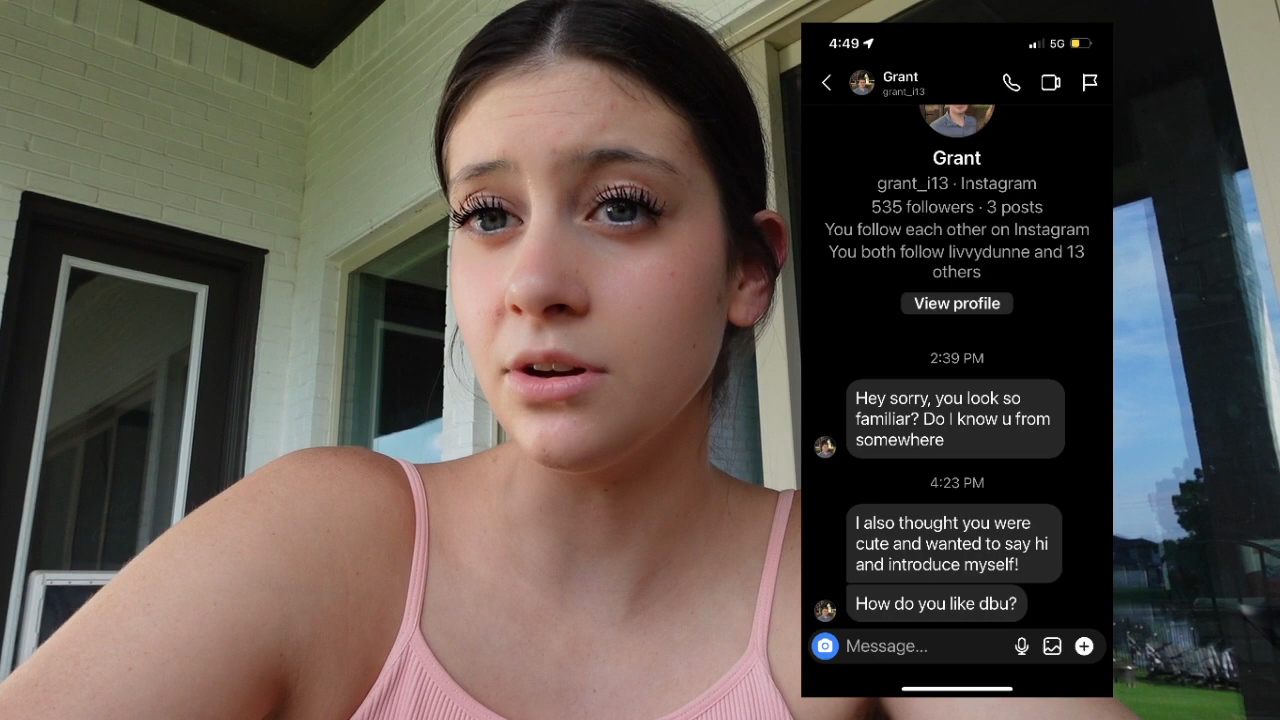 4:49
5G
Grant
grant_i13
Grant
grant_i13 · Instagram
535 followers · 3 posts
You follow each other on Instagram
You both follow livvydunne and 13
others
View profile
2:39 PM
Hey sorry, you look so
familiar? Do I know u from
somewhere
4:23 PM
I also thought you were
cute and wanted to say hi
and introduce myself!
How do you like dbu?
Message...